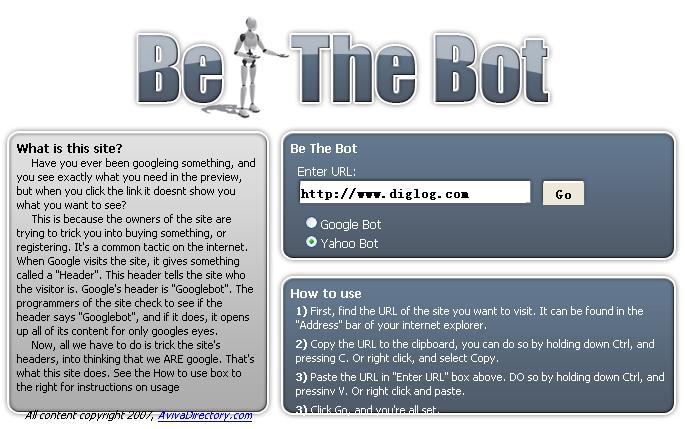 Be The Bot
What is this site?
Have you ever been googleing something, and
you see exactly what you need in the preview,
but when you click the link it doesnt show you
what you want to see?
This is because the owners of the site are
trying to trick you into buying something, or
registering. It's a common tactic on the internet.
When Google visits the site, it gives something
called a "Header". This header tells the site who
the visitor is. Google's header is "Googlebot". The
programmers of the site check to see if the
header says "Googlebot", and if it does, it opens
up all of its content for only googles eyes.
Now, all we have to do is trick the site's
headers, into thinking that we ARE google. That's
what this site does. See the How to use box to
the right for instructions on usage
All content copyright 2007, AvivaDirectory.com
Be The Bot
Enter URL:
http://www.diglog.com
Go
Google Bot
Yahoo Bot
How to use
1) First, find the URL of the site you want to visit. It can be found in the
"Address" bar of your internet explorer.
2) Copy the URL to the clipboard, you can do so by holding down Ctrl, and
pressing C. Or right click, and select Copy.
3) Paste the URL in "Enter URL" box above. DO so by holding down Ctrl, and
pressinv V. Or right click and paste.
3) Click Go, and you're all set.